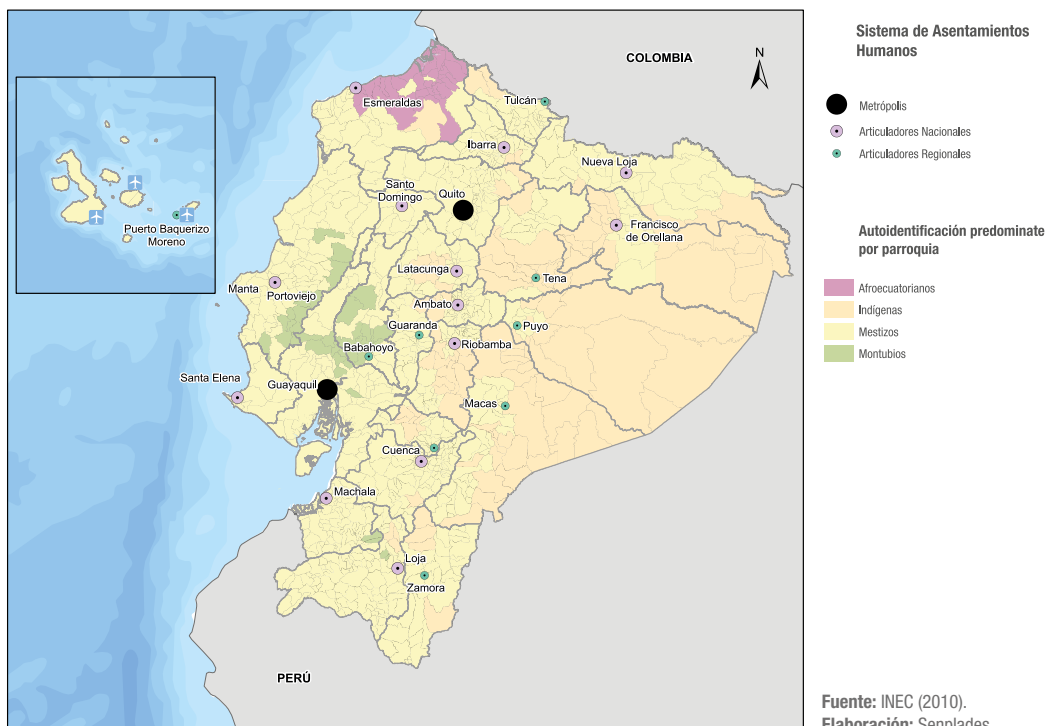 COLOMBIA
N
Esmeraldas
Tulcán
Ibarra
Nueva Loja
Santo
Domingo
Quito
Francisco
de Orellana
Puerto Baquerizo
Moreno
Latacunga
Tena
Manta
Portoviejo
Ambato
Guaranda
Puyo
Babahoyo
Riobamba
Santa Elena
Guayaquil
Macas
Cuenca
Machala
Loja
Zamora
PERÚ
Sistema de Asentamientos
Humanos
Metrópolis
Articuladores Nacionales
Articuladores Regionales
Autoidentificación predominate
por parroquia
Afroecuatorianos
Indígenas
Mestizos
Montubios
Fuente: INEC (2010).
Elaboración: Senplades